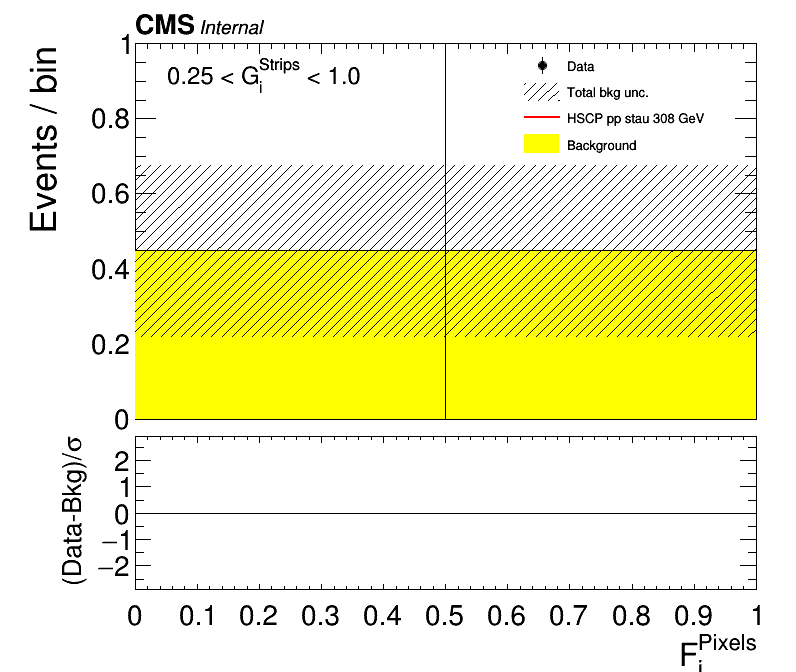 CMS Internal
Events / bin
1
0.8
0.6
0.4
0.2
0
0.25 < G_i^Strips < 1.0
Data
Total bkg unc.
HSCP pp stau 308 GeV
Background
(Data-Bkg)/σ
2
1
0
−1
−2
0 0.1 0.2 0.3 0.4 0.5 0.6 0.7 0.8 0.9 1
F_i^Pixels